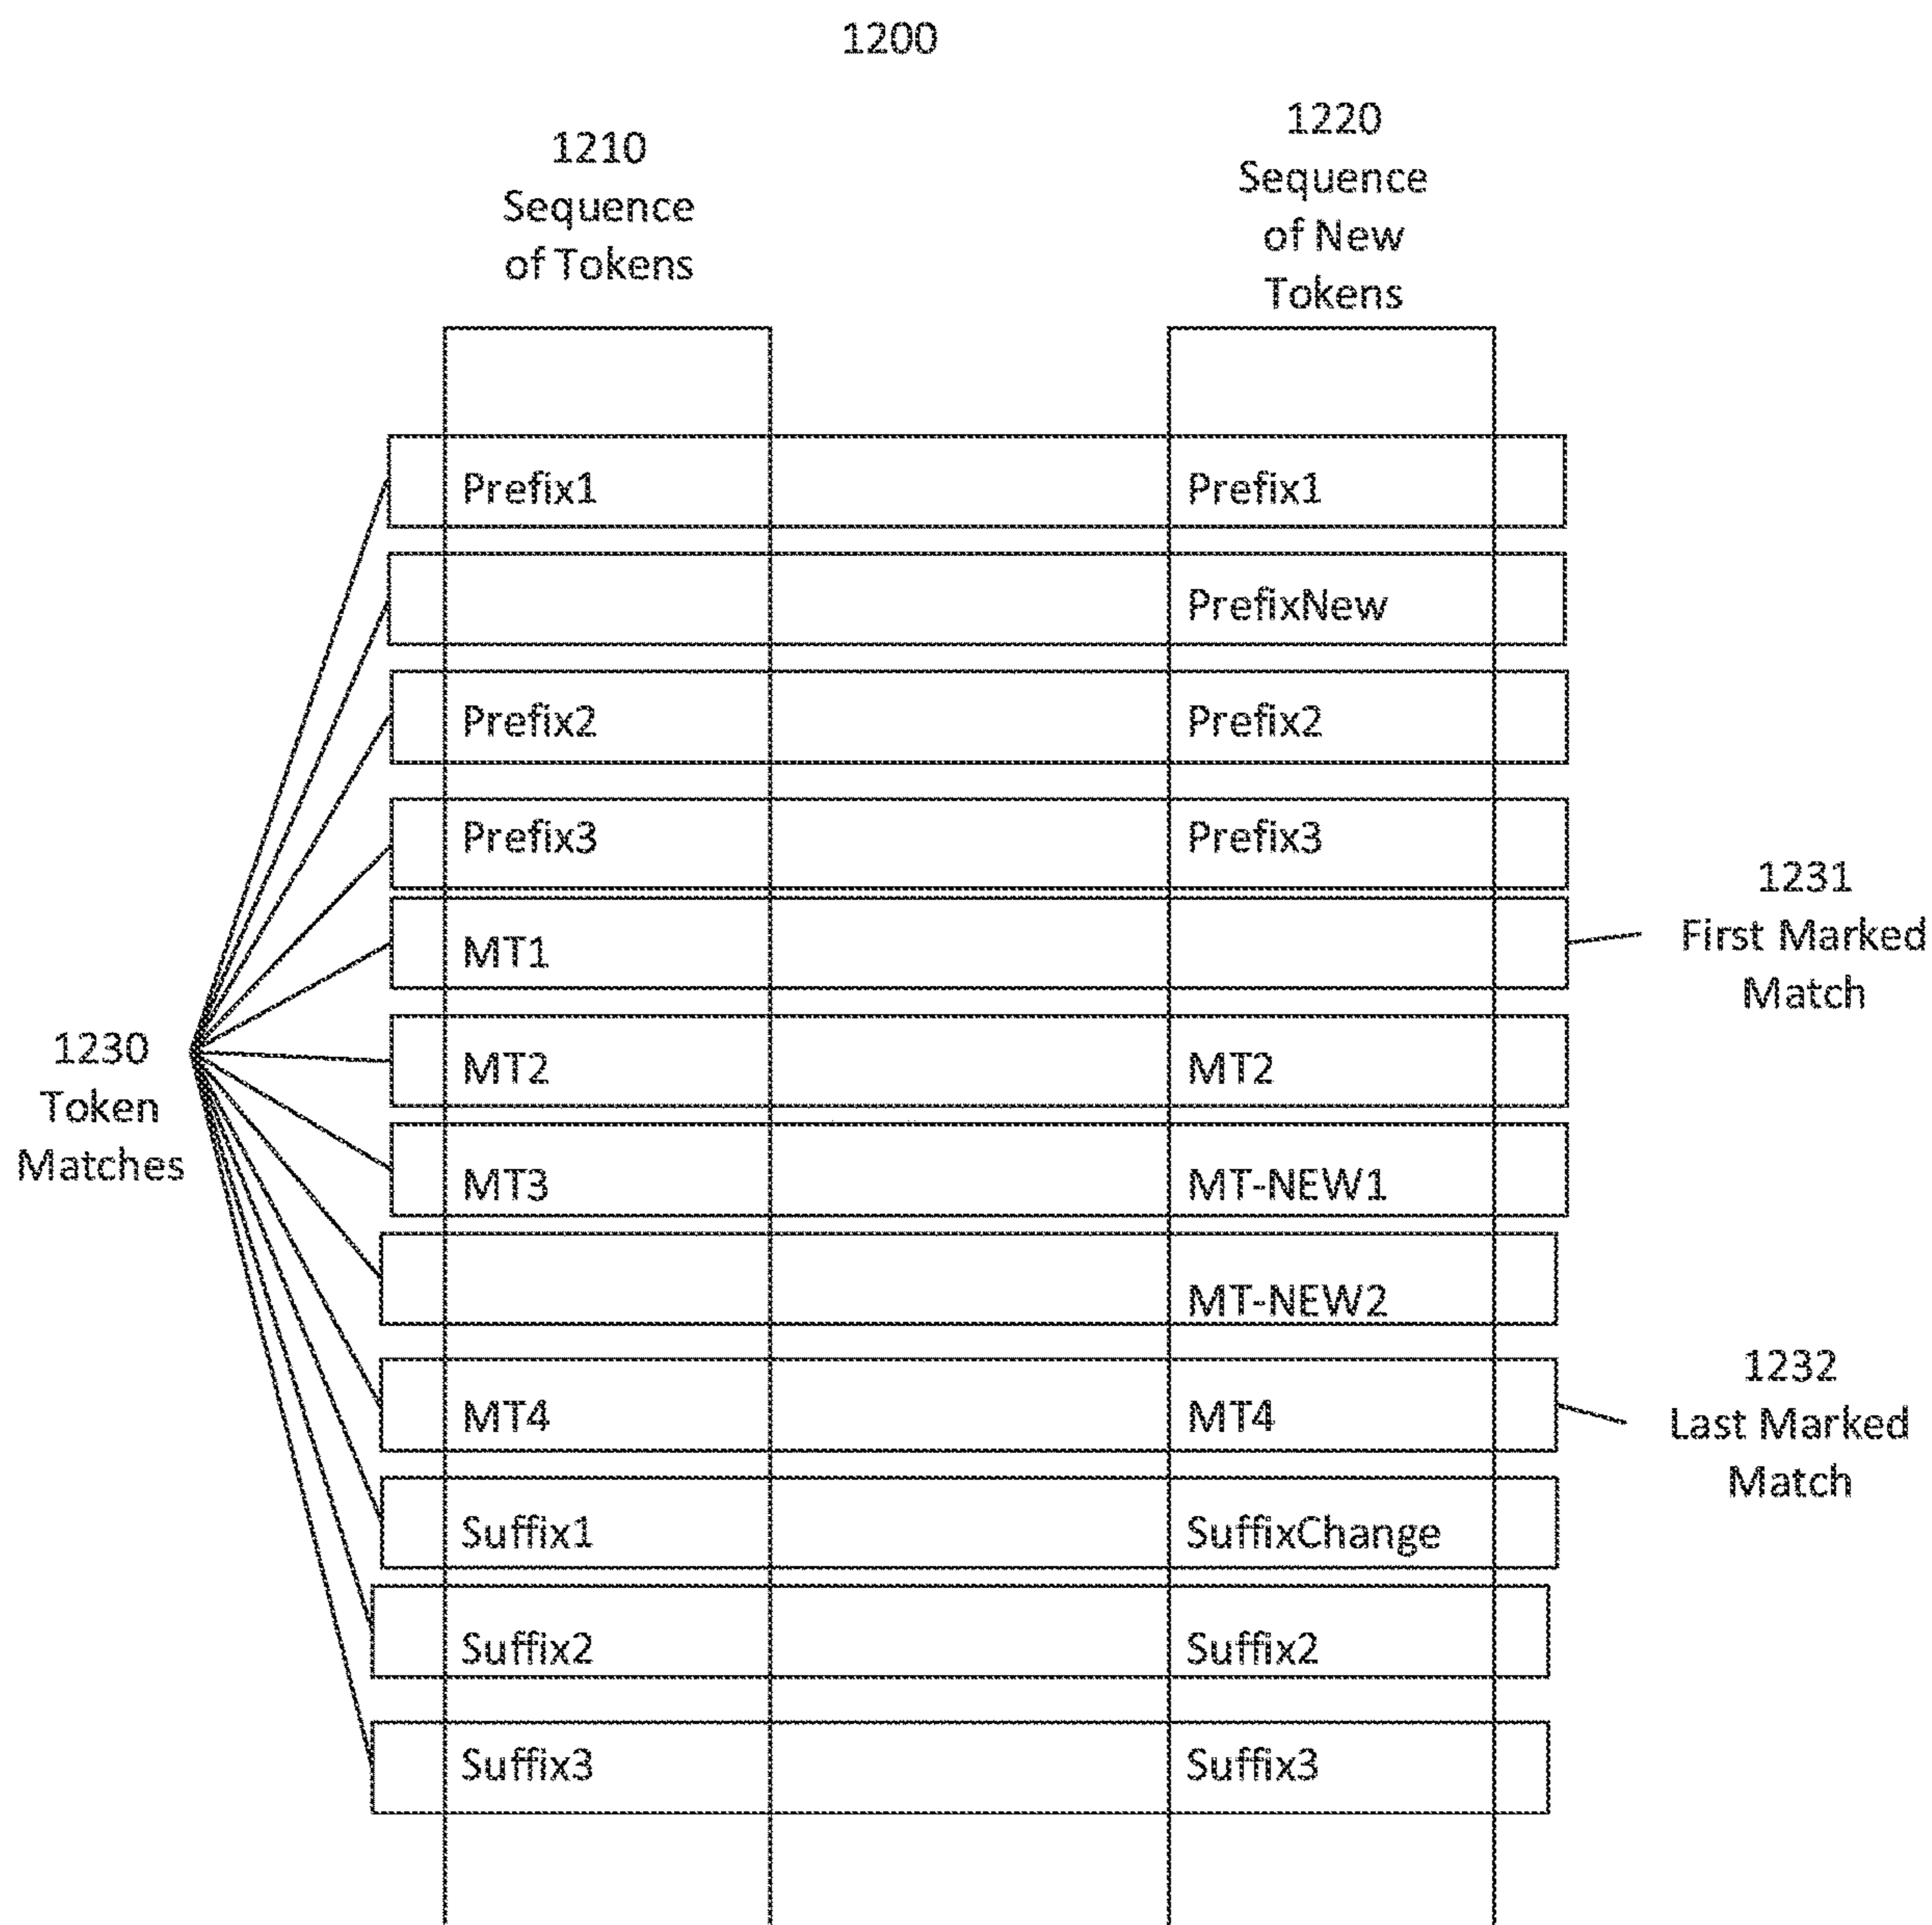 1200
1210
Sequence
of Tokens
1220
Sequence
of New
Tokens
Prefix1
Prefix1
PrefixNew
Prefix2
Prefix2
Prefix3
Prefix3
1231
First Marked
Match
MT1
MT2
MT2
1230
Token
Matches
MT3
MT-NEW1
MT-NEW2
MT4
MT4
1232
Last Marked
Match
Suffix1
SuffixChange
Suffix2
Suffix2
Suffix3
Suffix3